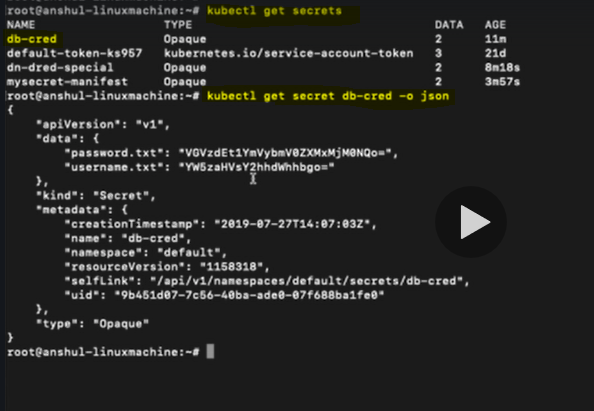 root@anshul-linuxmachine:~# kubectl get secrets
NAME TYPE DATA AGE
db-cred Opaque 2 11m
default-token-ks957 kubernetes.io/service-account-token 3 21d
dn-dred-special Opaque 2 8m18s
mysecret-manifest Opaque 2 3m57s
root@anshul-linuxmachine:~# kubectl get secret db-cred -o json
{
"apiVersion": "v1",
"data": {
"password.txt": "VGVzdEt1YmVybmV0ZXMxMjM0NQo=",
"username.txt": "YW5zaHVsY2hhdWhhbgo="
},
"kind": "Secret",
"metadata": {
"creationTimestamp": "2019-07-27T14:07:03Z",
"name": "db-cred",
"namespace": "default",
"resourceVersion": "1158318",
"selfLink": "/api/v1/namespaces/default/secrets/db-cred",
"uid": "9b451d07-7c56-40ba-ade0-07f688ba1fe0"
},
"type": "Opaque"
}
root@anshul-linuxmachine:~#